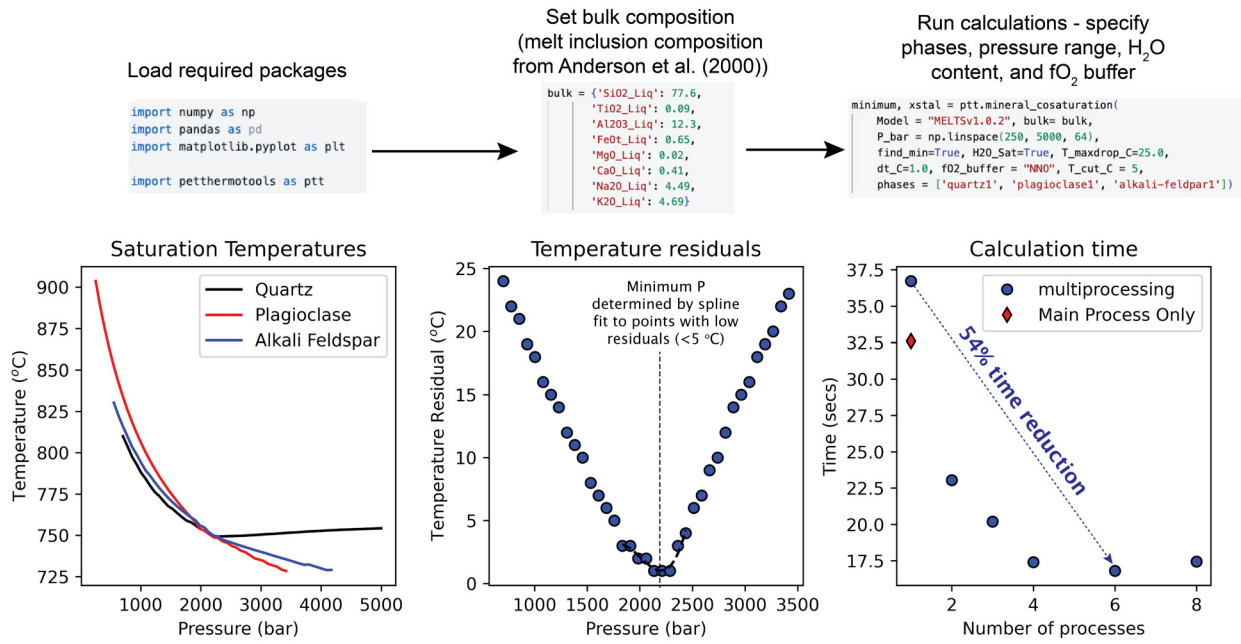 Load required packages
import numpy as np
import pandas as pd
import matplotlib.pyplot as plt
import petthermotools as ptt
Set bulk composition
(melt inclusion composition
from Anderson et al. (2000))
bulk = {'SiO2_Liq': 77.6,
'TiO2_Liq': 0.09,
'Al2O3_Liq': 12.3,
'FeOt_Liq': 0.65,
'MgO_Liq': 0.02,
'CaO_Liq': 0.41,
'Na2O_Liq': 4.49,
'K2O_Liq': 4.69}
Run calculations - specify
phases, pressure range, H₂O
content, and fO₂ buffer
minimum, xstal = ptt.mineral_cosaturation(
Model = "MELTSv1.0.2", bulk= bulk,
P_bar = np.linspace(250, 5000, 64),
find_min=True, H2O_Sat=True, T_maxdrop_C=25.0,
dt_C=1.0, fO2_buffer = "NNO", T_cut_C = 5,
phases = ['quartz1', 'plagioclase1', 'alkali-feldpar1'])
Saturation Temperatures
Quartz
Plagioclase
Alkali Feldspar
Temperature (°C)
900
875
850
825
800
775
750
725
1000 2000 3000 4000 5000
Pressure (bar)
Temperature residuals
Minimum P
determined by spline
fit to points with low
residuals (<5 °C)
Temperature Residual (°C)
25
20
15
10
5
0
1000 1500 2000 2500 3000 3500
Pressure (bar)
Calculation time
multiprocessing
Main Process Only
54% time reduction
Time (secs)
37.5
35.0
32.5
30.0
27.5
25.0
22.5
20.0
17.5
2 4 6 8
Number of processes